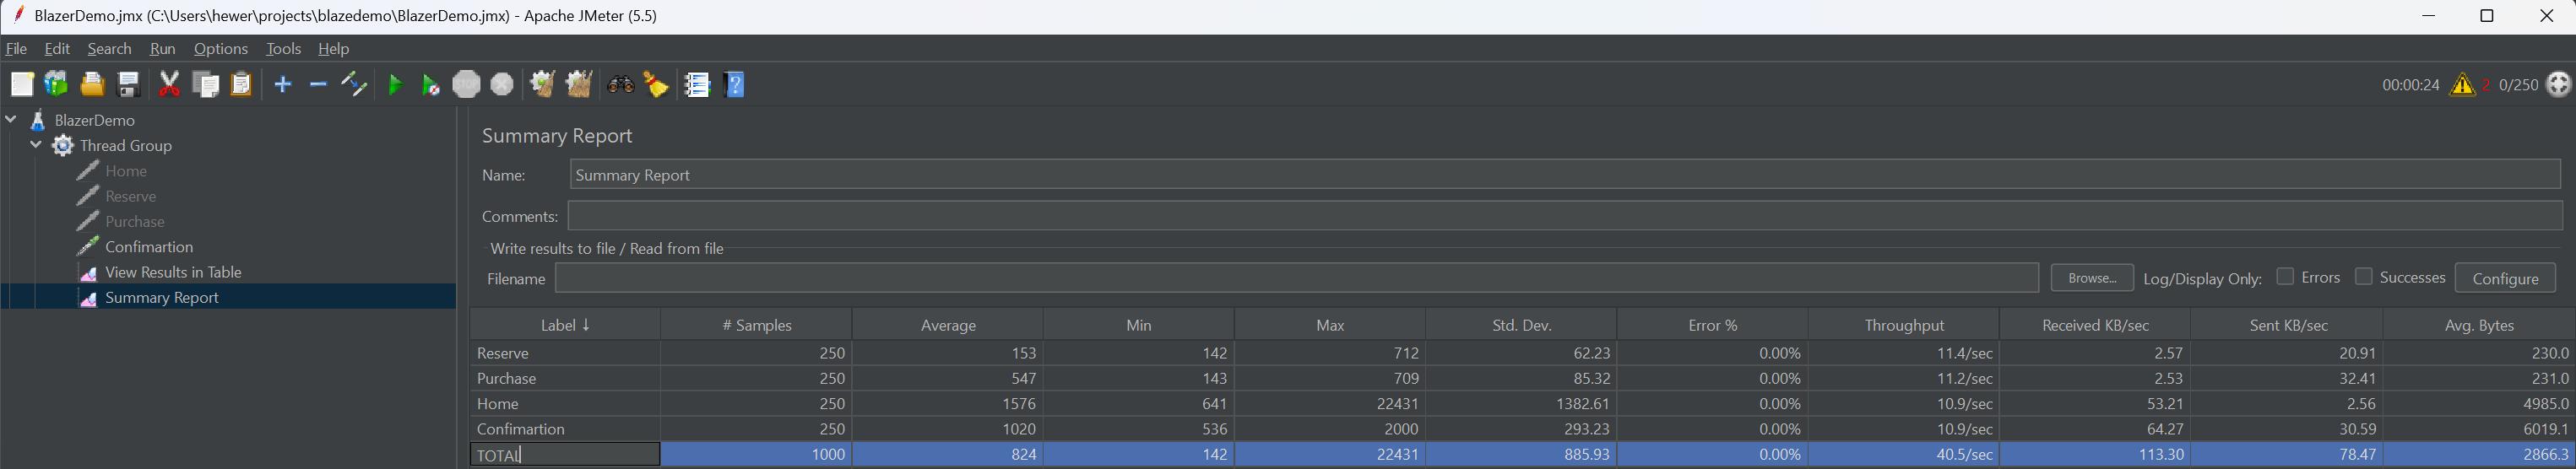 BlazerDemo.jmx (C:\Users\hewer\projects\blazedemo\BlazerDemo.jmx) - Apache JMeter (5.5)
File Edit Search Run Options Tools Help
00:00:24 2 0/250
BlazerDemo
Thread Group
Home
Reserve
Purchase
Confimartion
View Results in Table
Summary Report
Summary Report
Name: Summary Report
Comments:
Write results to file / Read from file
Filename Browse... Log/Display Only: Errors Successes Configure
Label ↓ # Samples Average Min Max Std. Dev. Error % Throughput Received KB/sec Sent KB/sec Avg. Bytes
Reserve 250 153 142 712 62.23 0.00% 11.4/sec 2.57 20.91 230.0
Purchase 250 547 143 709 85.32 0.00% 11.2/sec 2.53 32.41 231.0
Home 250 1576 641 22431 1382.61 0.00% 10.9/sec 53.21 2.56 4985.0
Confimartion 250 1020 536 2000 293.23 0.00% 10.9/sec 64.27 30.59 6019.1
TOTAL 1000 824 142 22431 885.93 0.00% 40.5/sec 113.30 78.47 2866.3